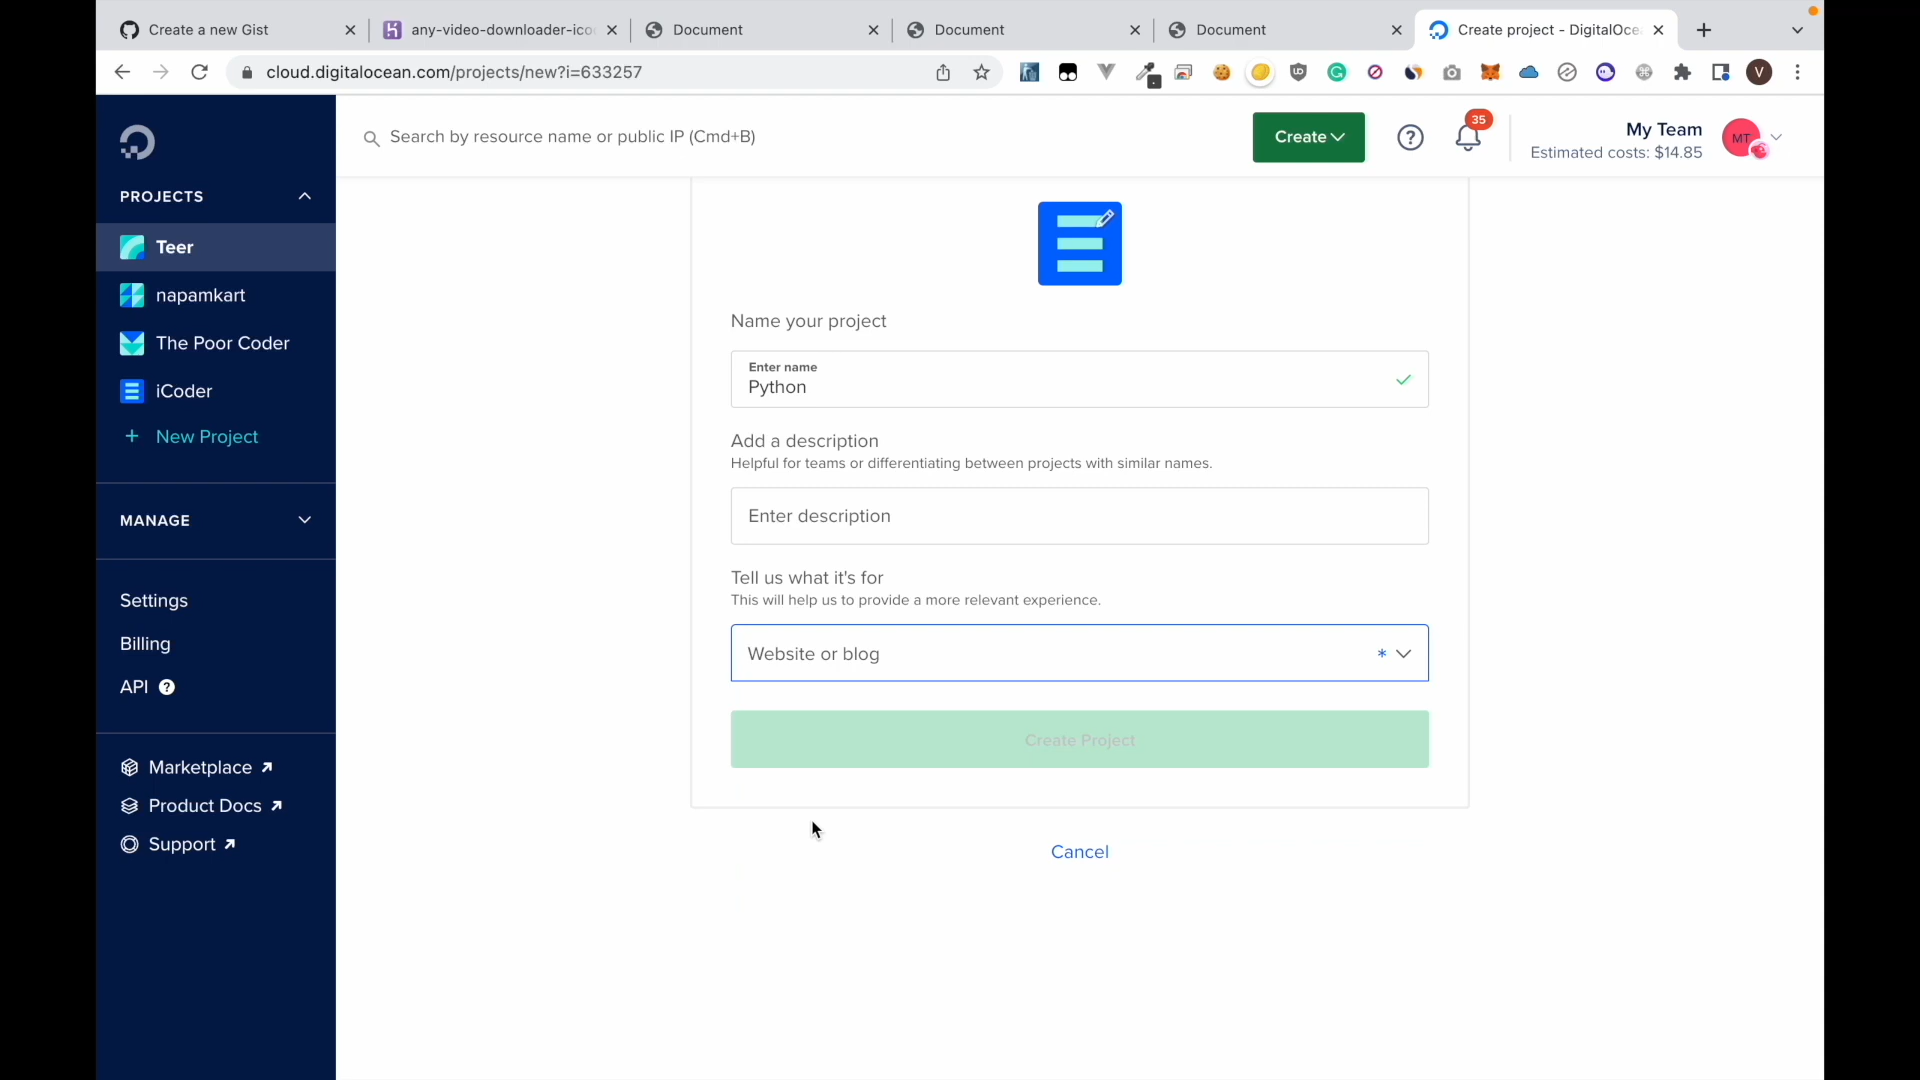 Create a new Gist
any-video-downloader-ico
Document
Document
Document
Create project - DigitalOce
cloud.digitalocean.com/projects/new?i=633257
V
Search by resource name or public IP (Cmd+B)
Create
?
35
My Team
Estimated costs: $14.85
MT
PROJECTS
Teer
napamkart
The Poor Coder
iCoder
+ New Project
MANAGE
Settings
Billing
API ?
Marketplace
Product Docs
Support
Name your project
Enter name
Python
Add a description
Helpful for teams or differentiating between projects with similar names.
Enter description
Tell us what it's for
This will help us to provide a more relevant experience.
Website or blog *
Create Project
Cancel